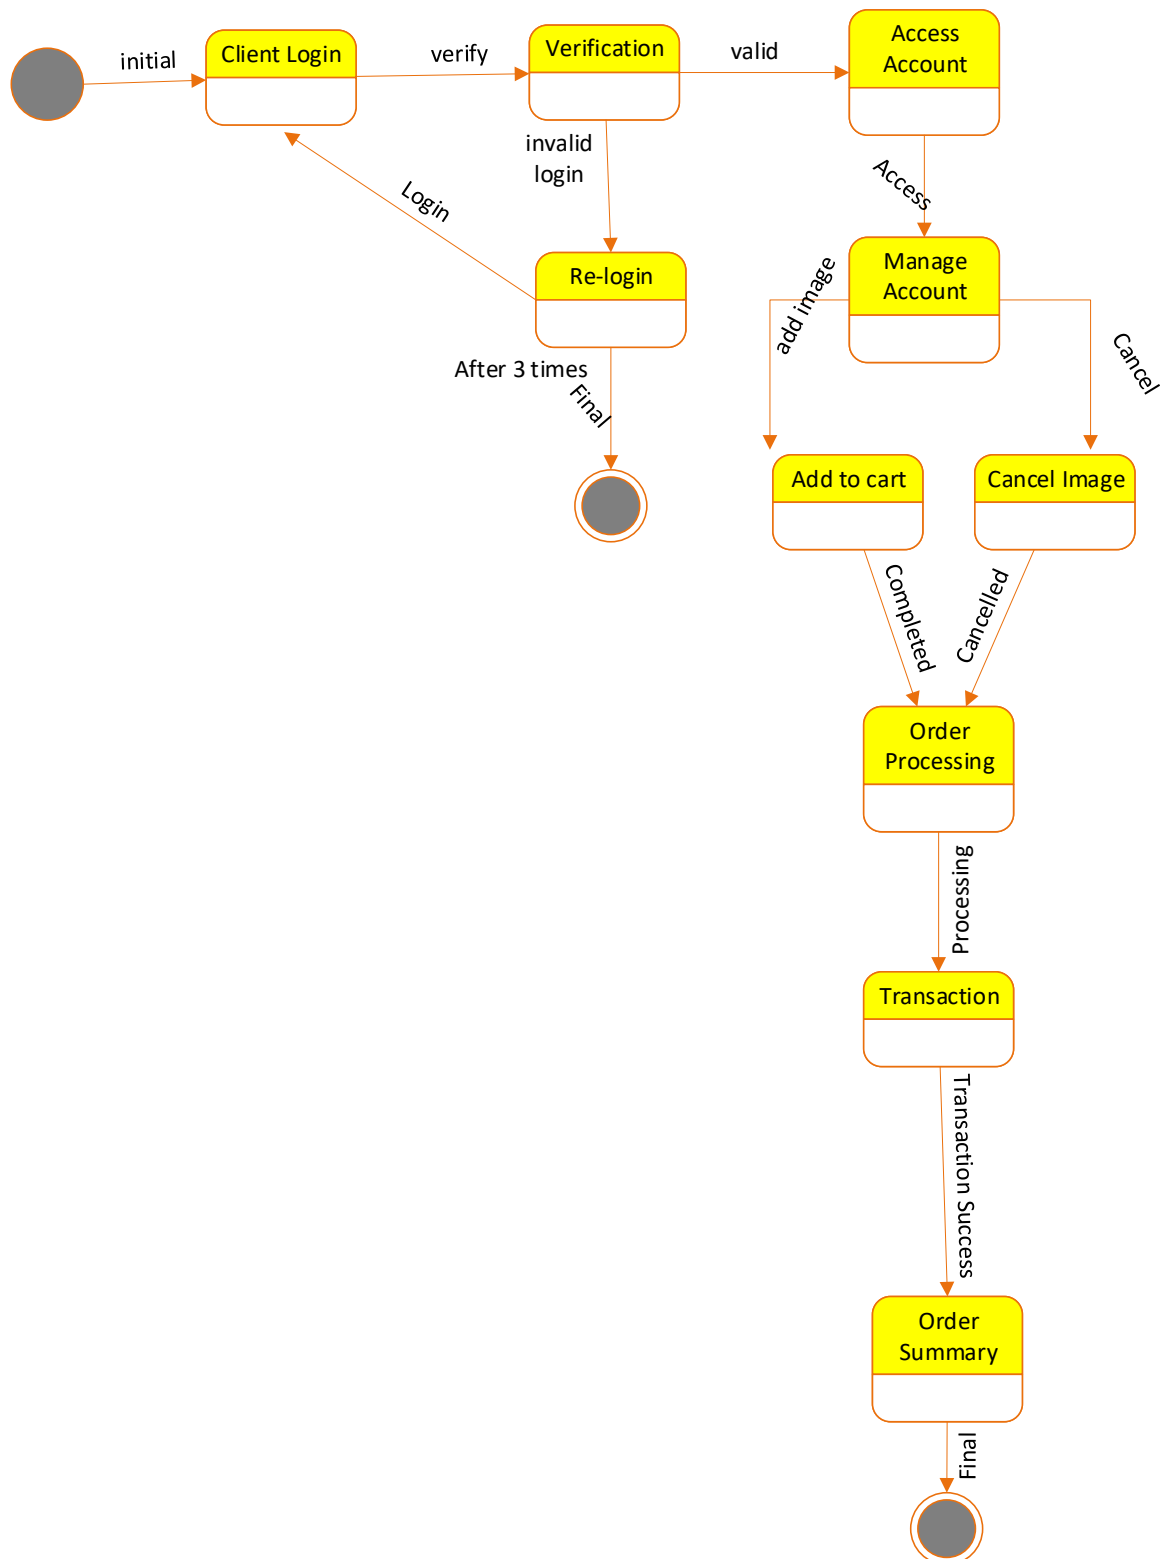 initial
Client Login
verify
Verification
valid
Access
Account
invalid
login
Login
Access
Re-login
Manage
Account
add image
Cancel
After 3 times
Final
Add to cart
Cancel Image
Completed
Cancelled
Order
Processing
Processing
Transaction
Transaction Success
Order
Summary
Final